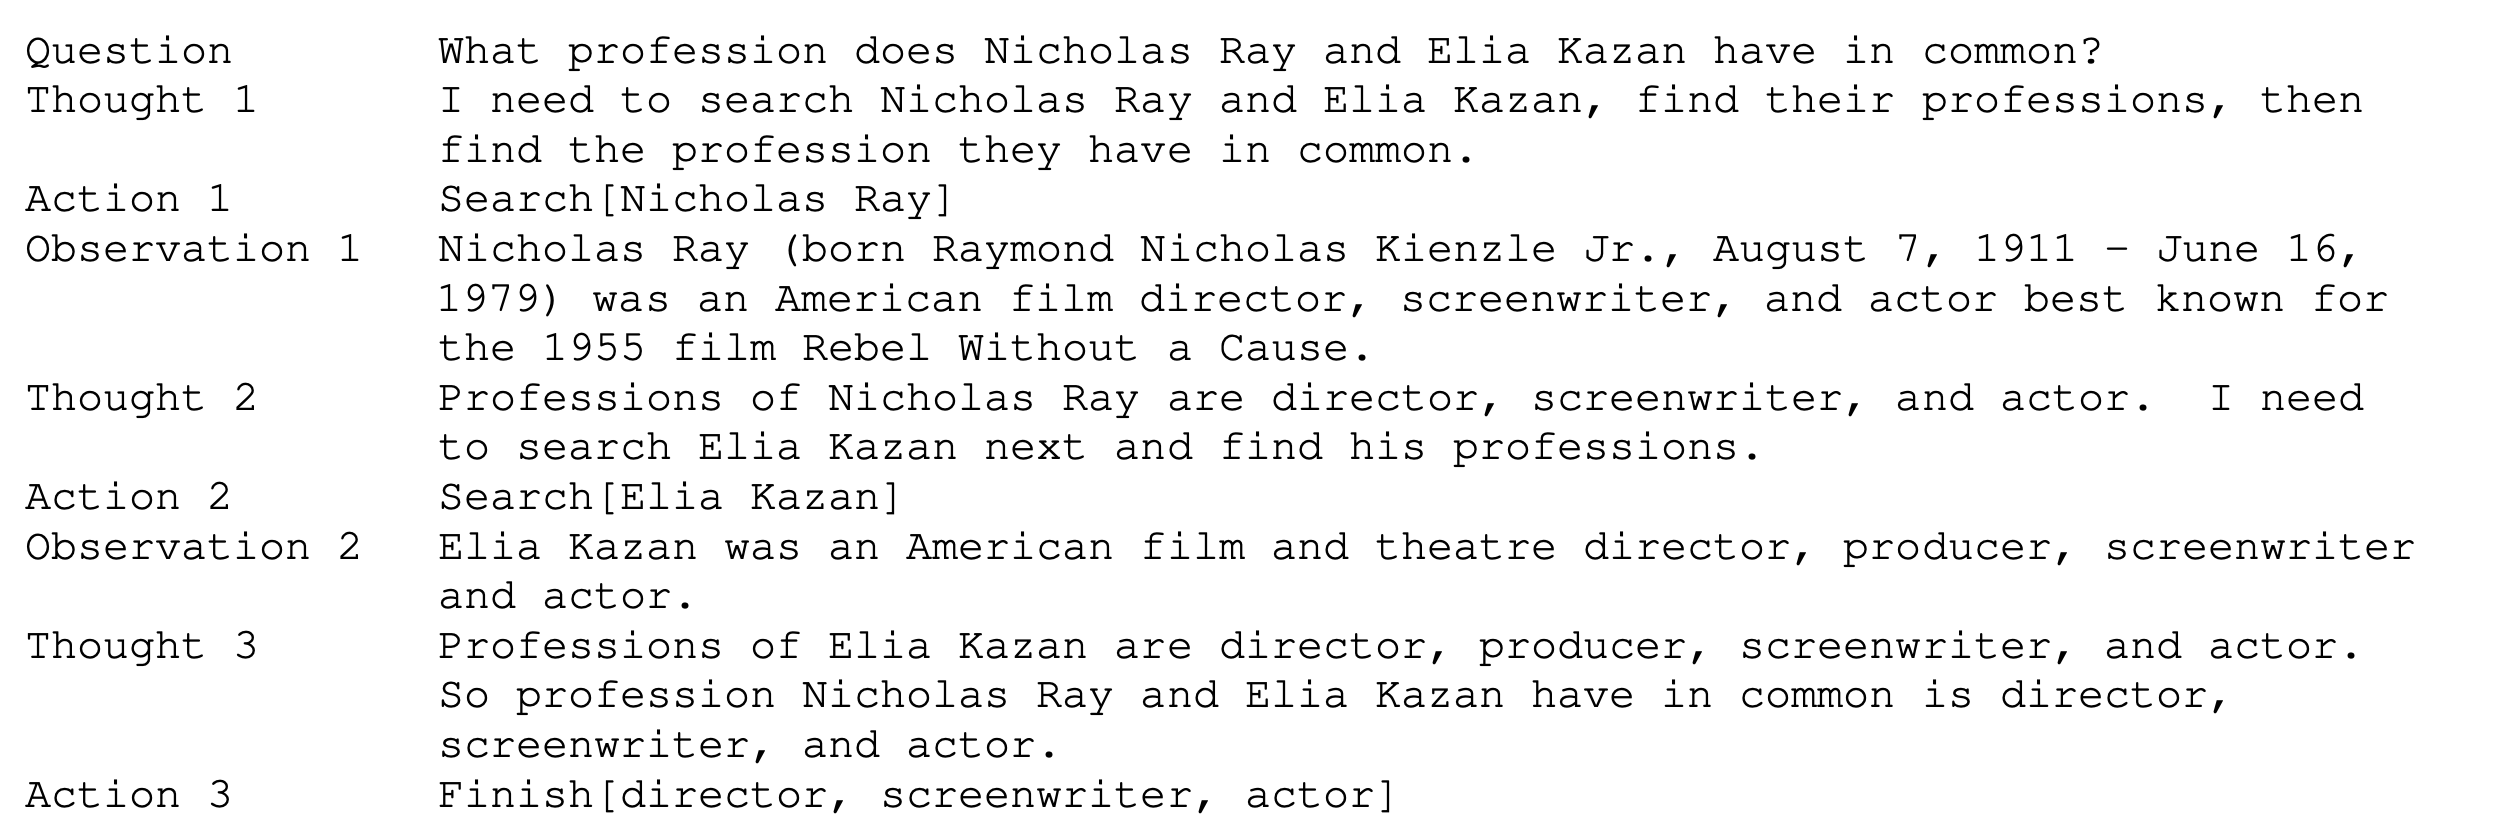 Question What profession does Nicholas Ray and Elia Kazan have in common?
Thought 1 I need to search Nicholas Ray and Elia Kazan, find their professions, then
find the profession they have in common.
Action 1 Search[Nicholas Ray]
Observation 1 Nicholas Ray (born Raymond Nicholas Kienzle Jr., August 7, 1911 – June 16,
1979) was an American film director, screenwriter, and actor best known for
the 1955 film Rebel Without a Cause.
Thought 2 Professions of Nicholas Ray are director, screenwriter, and actor. I need
to search Elia Kazan next and find his professions.
Action 2 Search[Elia Kazan]
Observation 2 Elia Kazan was an American film and theatre director, producer, screenwriter
and actor.
Thought 3 Professions of Elia Kazan are director, producer, screenwriter, and actor.
So profession Nicholas Ray and Elia Kazan have in common is director,
screenwriter, and actor.
Action 3 Finish[director, screenwriter, actor]